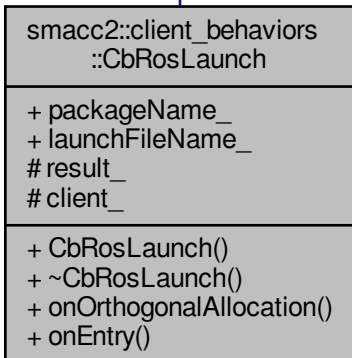 smacc2::client_behaviors
::CbRosLaunch
+ packageName_
+ launchFileName_
# result_
# client_
+ CbRosLaunch()
+ ~CbRosLaunch()
+ onOrthogonalAllocation()
+ onEntry()